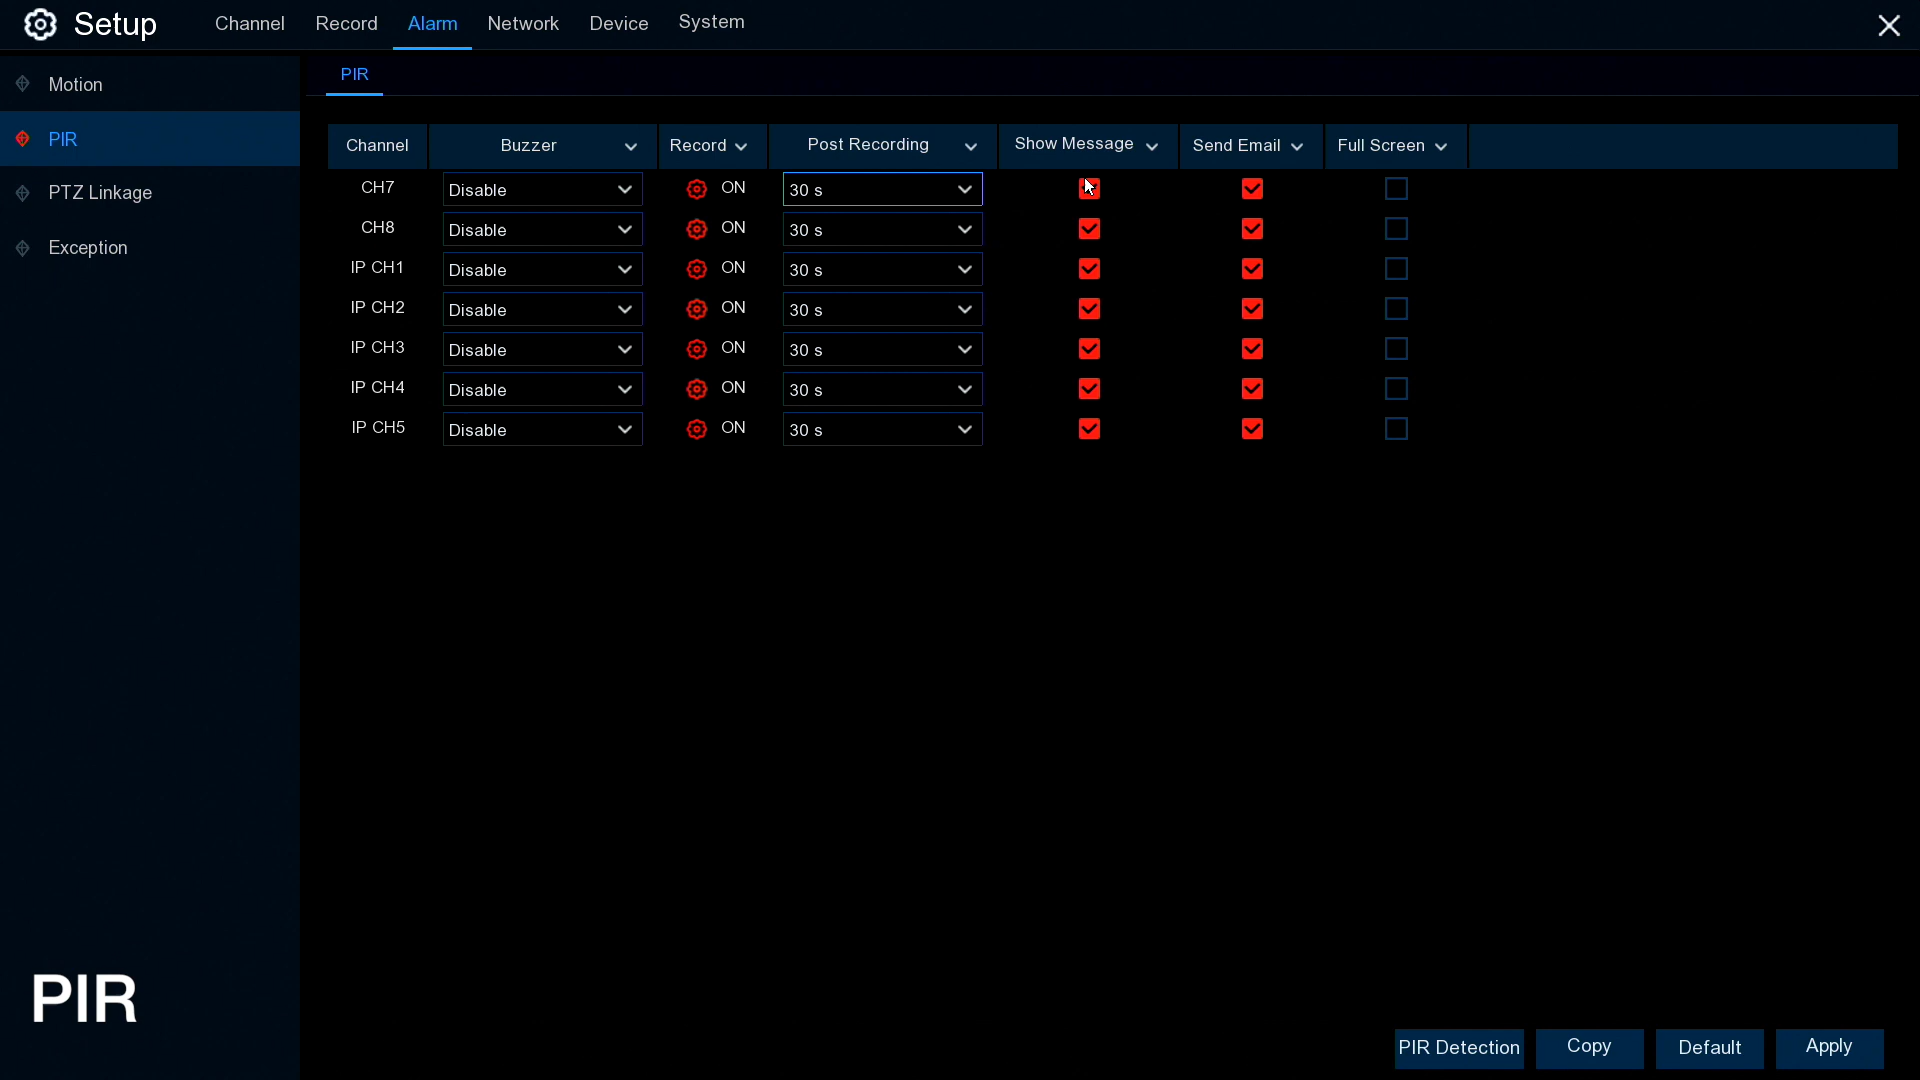 Setup Channel Record Alarm Network Device System
Motion
PIR
PTZ Linkage
Exception
PIR
PIR
Channel Buzzer Record Post Recording Show Message Send Email Full Screen
CH7 Disable ON 30 s
CH8 Disable ON 30 s
IP CH1 Disable ON 30 s
IP CH2 Disable ON 30 s
IP CH3 Disable ON 30 s
IP CH4 Disable ON 30 s
IP CH5 Disable ON 30 s
PIR Detection Copy Default Apply